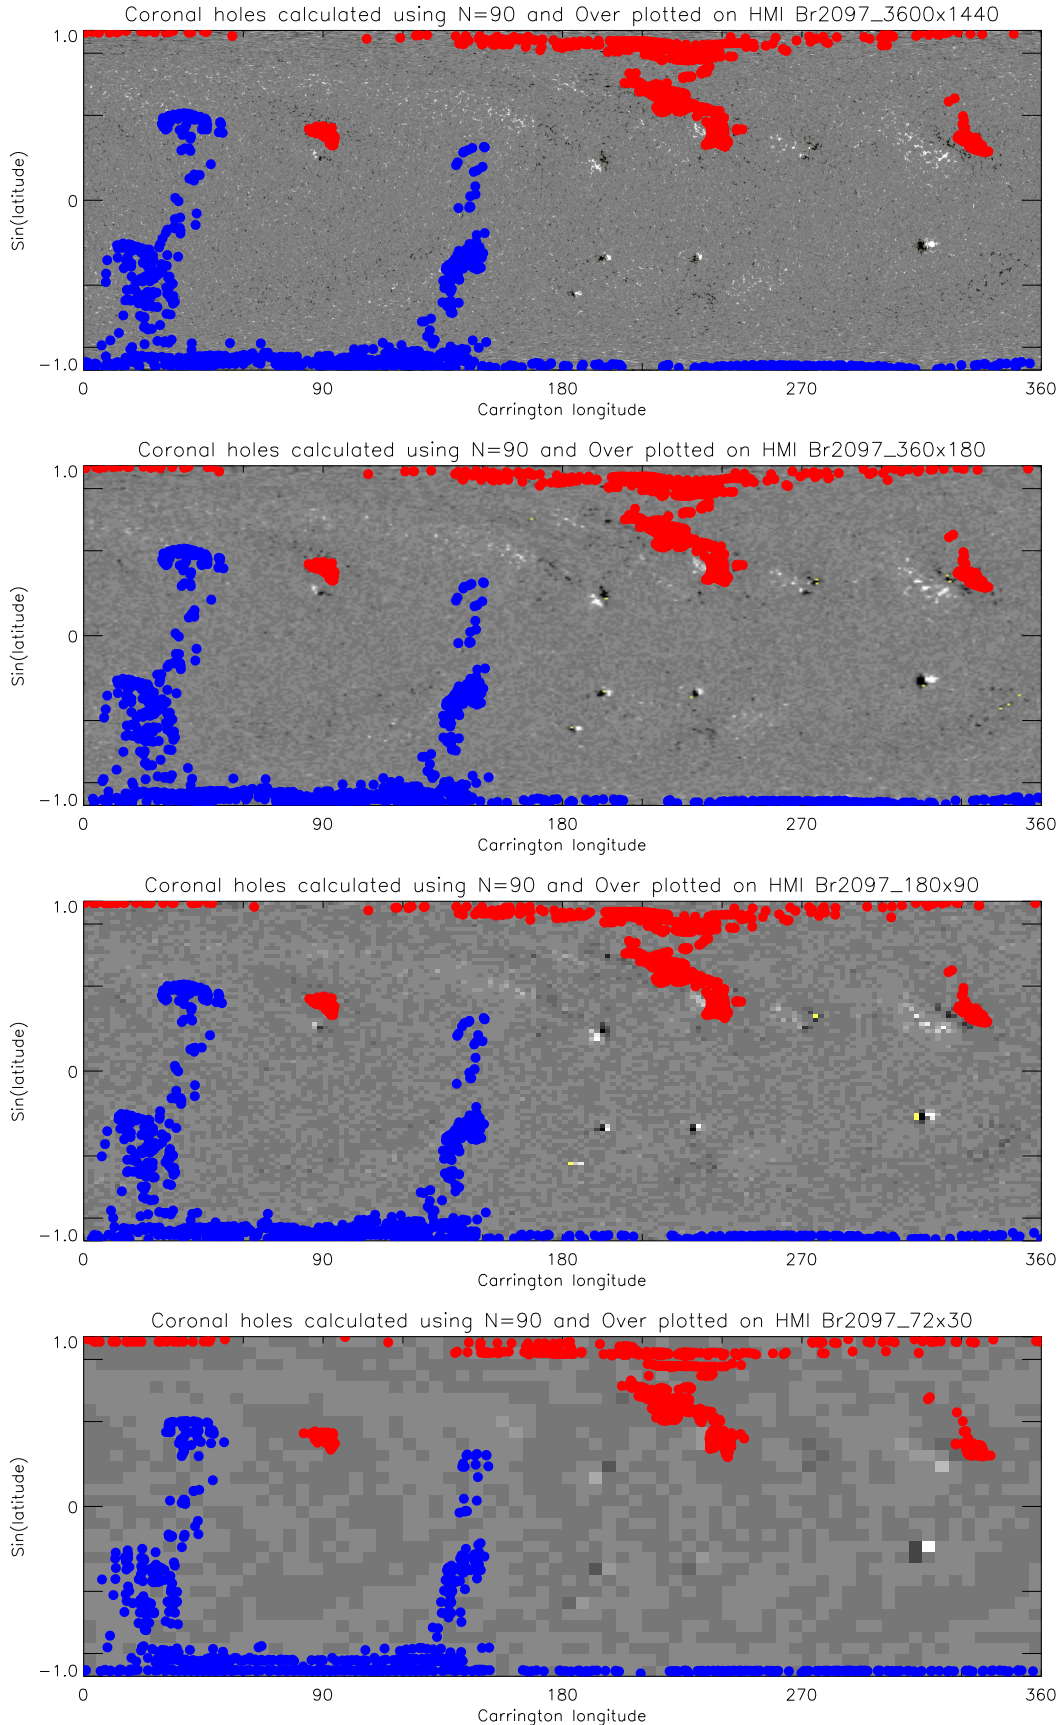 Coronal holes calculated using N=90 and Over plotted on HMI Br2097_3600x1440
1.0
Sin(latitude)
0
-1.0
0 90 180 270 360
Carrington longitude
Coronal holes calculated using N=90 and Over plotted on HMI Br2097_360x180
1.0
Sin(latitude)
0
-1.0
0 90 180 270 360
Carrington longitude
Coronal holes calculated using N=90 and Over plotted on HMI Br2097_180x90
1.0
Sin(latitude)
0
-1.0
0 90 180 270 360
Carrington longitude
Coronal holes calculated using N=90 and Over plotted on HMI Br2097_72x30
1.0
Sin(latitude)
0
-1.0
0 90 180 270 360
Carrington longitude